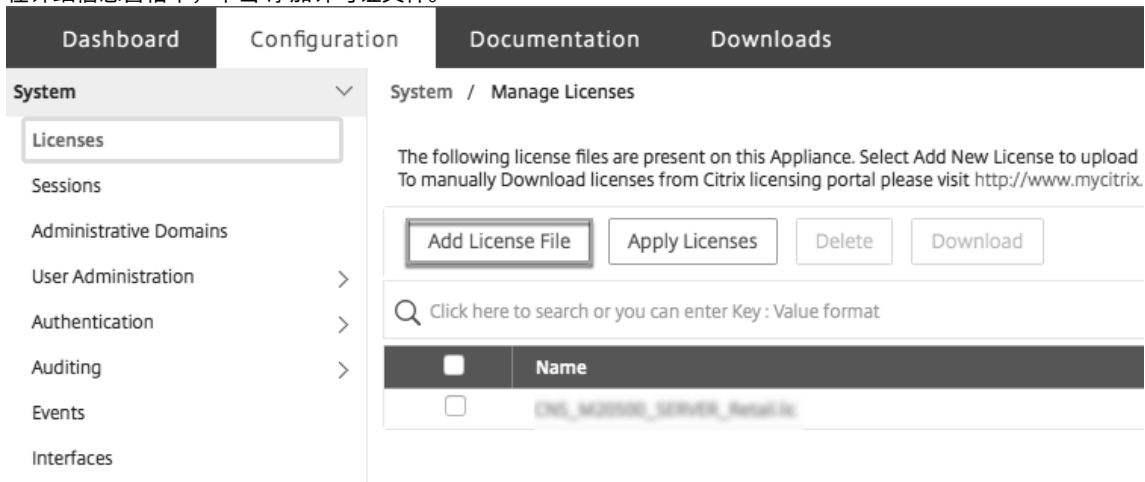 Dashboard Configuration Documentation Downloads
System
System / Manage Licenses
Licenses
The following license files are present on this Appliance. Select Add New License to upload
To manually Download licenses from Citrix licensing portal please visit http://www.mycitrix.
Sessions
Administrative Domains
Add License File Apply Licenses Delete Download
User Administration
Click here to search or you can enter Key : Value format
Authentication
Auditing
Name
Events
Interfaces